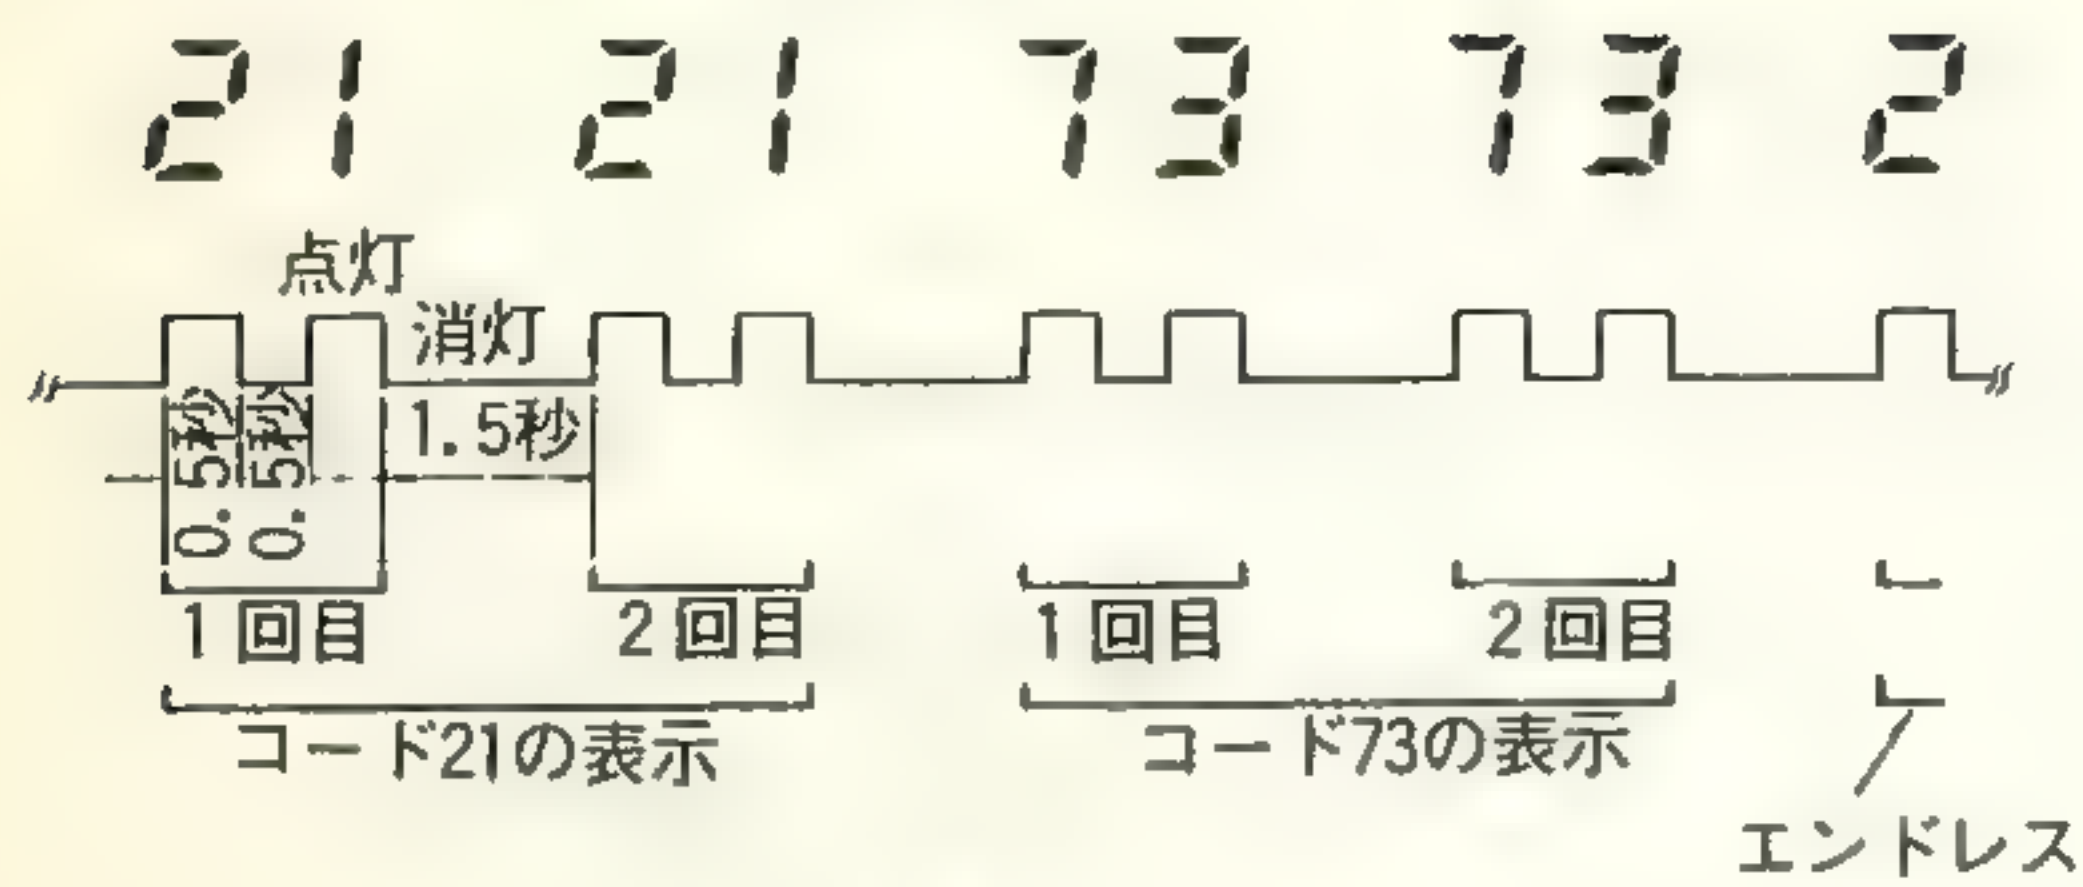 21 21 73 73 2
点灯
消灯
0.5秒 0.5秒 1.5秒
1回目 2回目 1回目 2回目
コード21の表示 コード73の表示
エンドレス